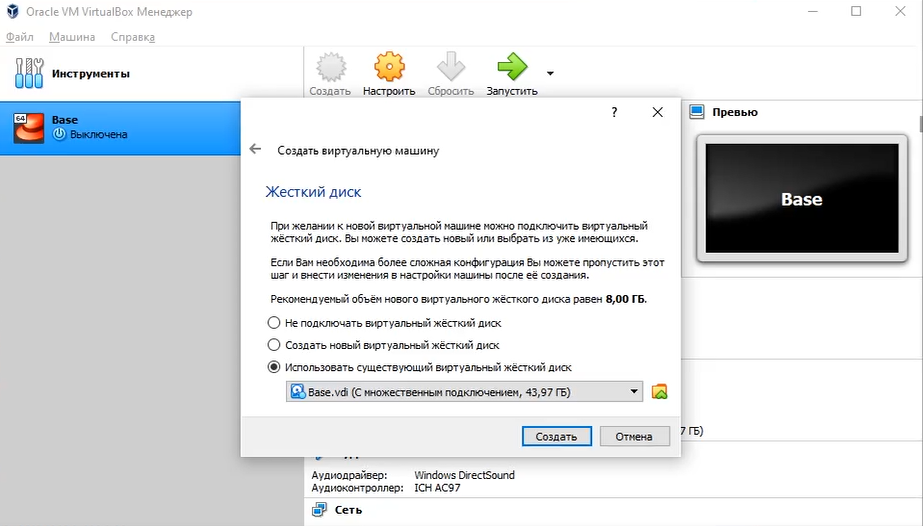 Oracle VM VirtualBox Менеджер
Файл Машина Справка
Инструменты
Создать Настроить Сбросить Запустить
64
Base
Выключена
Превью
Base
?
Создать виртуальную машину
Жесткий диск
При желании к новой виртуальной машине можно подключить виртуальный
жёсткий диск. Вы можете создать новый или выбрать из уже имеющихся.
Если Вам необходима более сложная конфигурация Вы можете пропустить этот
шаг и внести изменения в настройки машины после её создания.
Рекомендуемый объём нового виртуального жёсткого диска равен 8,00 ГБ.
Не подключать виртуальный жёсткий диск
Создать новый виртуальный жёсткий диск
Использовать существующий виртуальный жёсткий диск
Base.vdi (С множественным подключением, 43,97 ГБ)
Создать Отмена
7 ГБ)
Аудиодрайвер: Windows DirectSound
Аудиоконтроллер: ICH AC97
Сеть